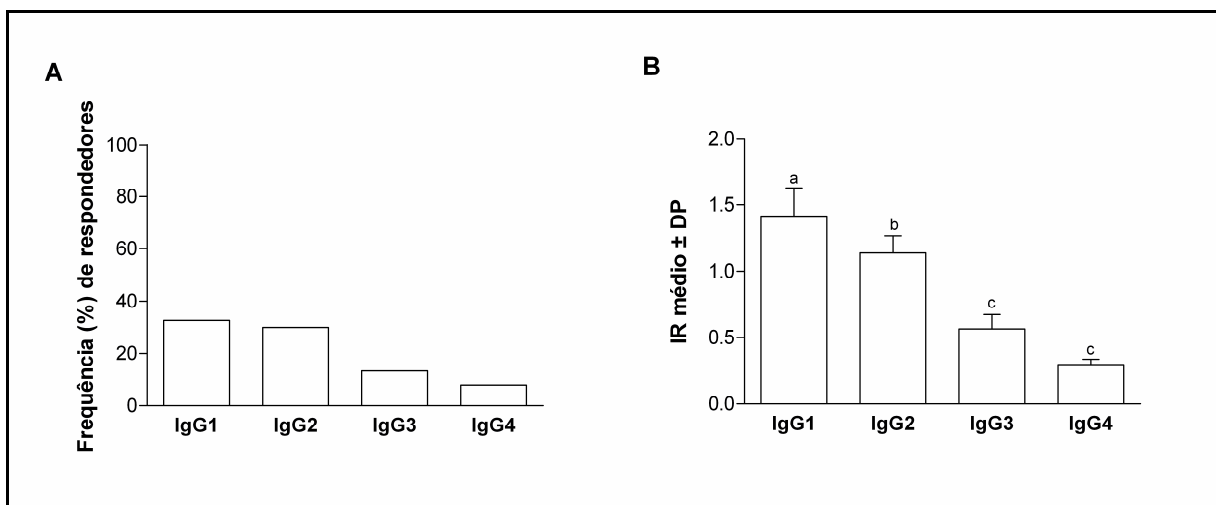 A
Frequência (%) de respondedores
100
80
60
40
20
0
IgG1 IgG2 IgG3 IgG4
B
IR médio ± DP
2.0
1.5
1.0
0.5
0.0
a
b
c
c
IgG1 IgG2 IgG3 IgG4